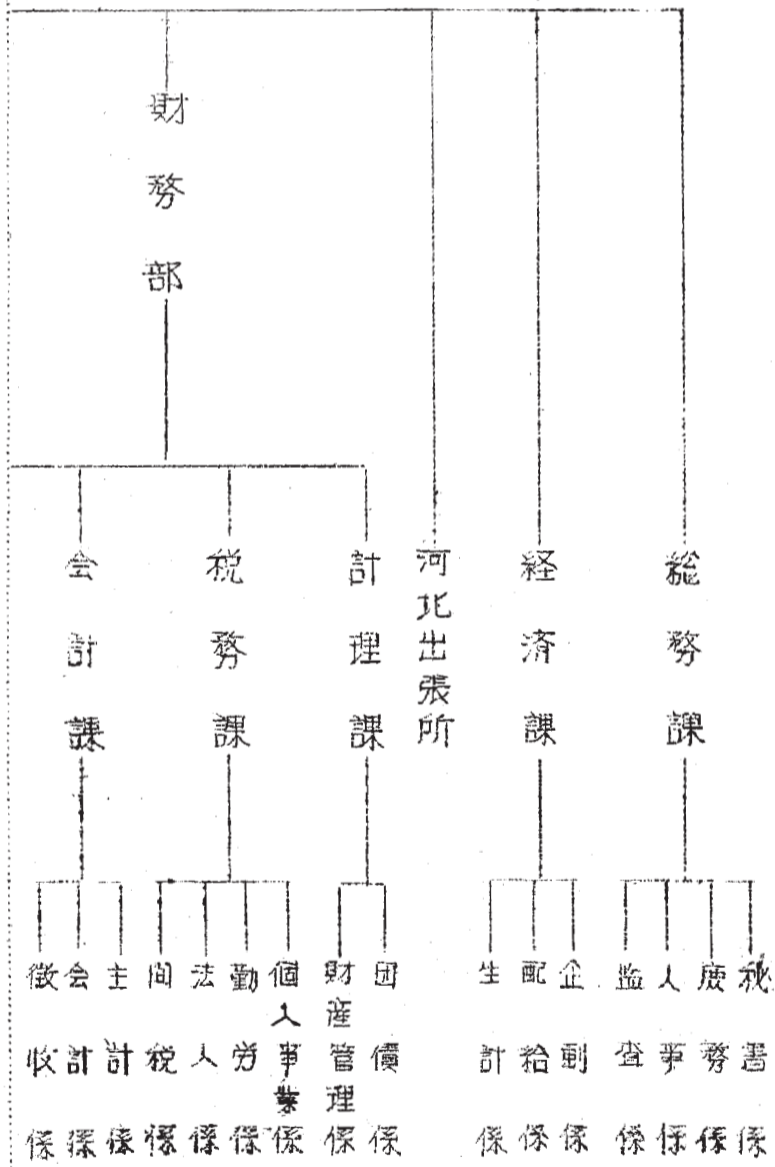 総務課
秘書係
庶務係
人事係
監査係
経済課
企劃係
配給係
生計係
河北出張所
財務部
計理課
団債係
財産管理係
税務課
個人事業係
勤労係
法人係
間税係
会計課
主計係
会計係
徴収係